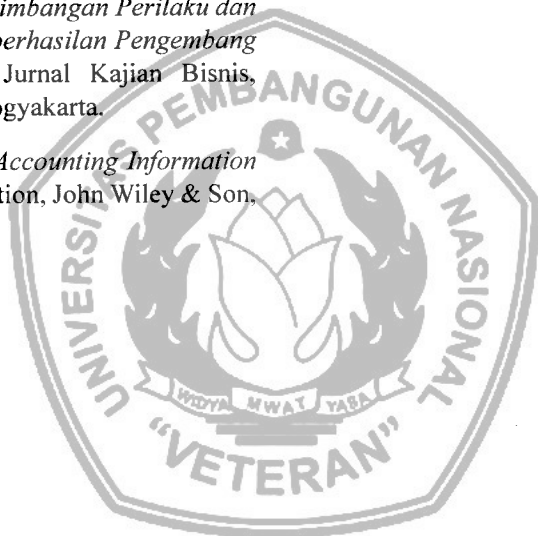 imbangan Perilaku dan
berhasilan Pengembang
Jurnal Kajian Bisnis,
ogyakarta.
Accounting Information
tion, John Wiley & Son,
UNIVERSITAS PEMBANGUNAN NASIONAL
WIDYA MWAT YASA
"VETERAN"